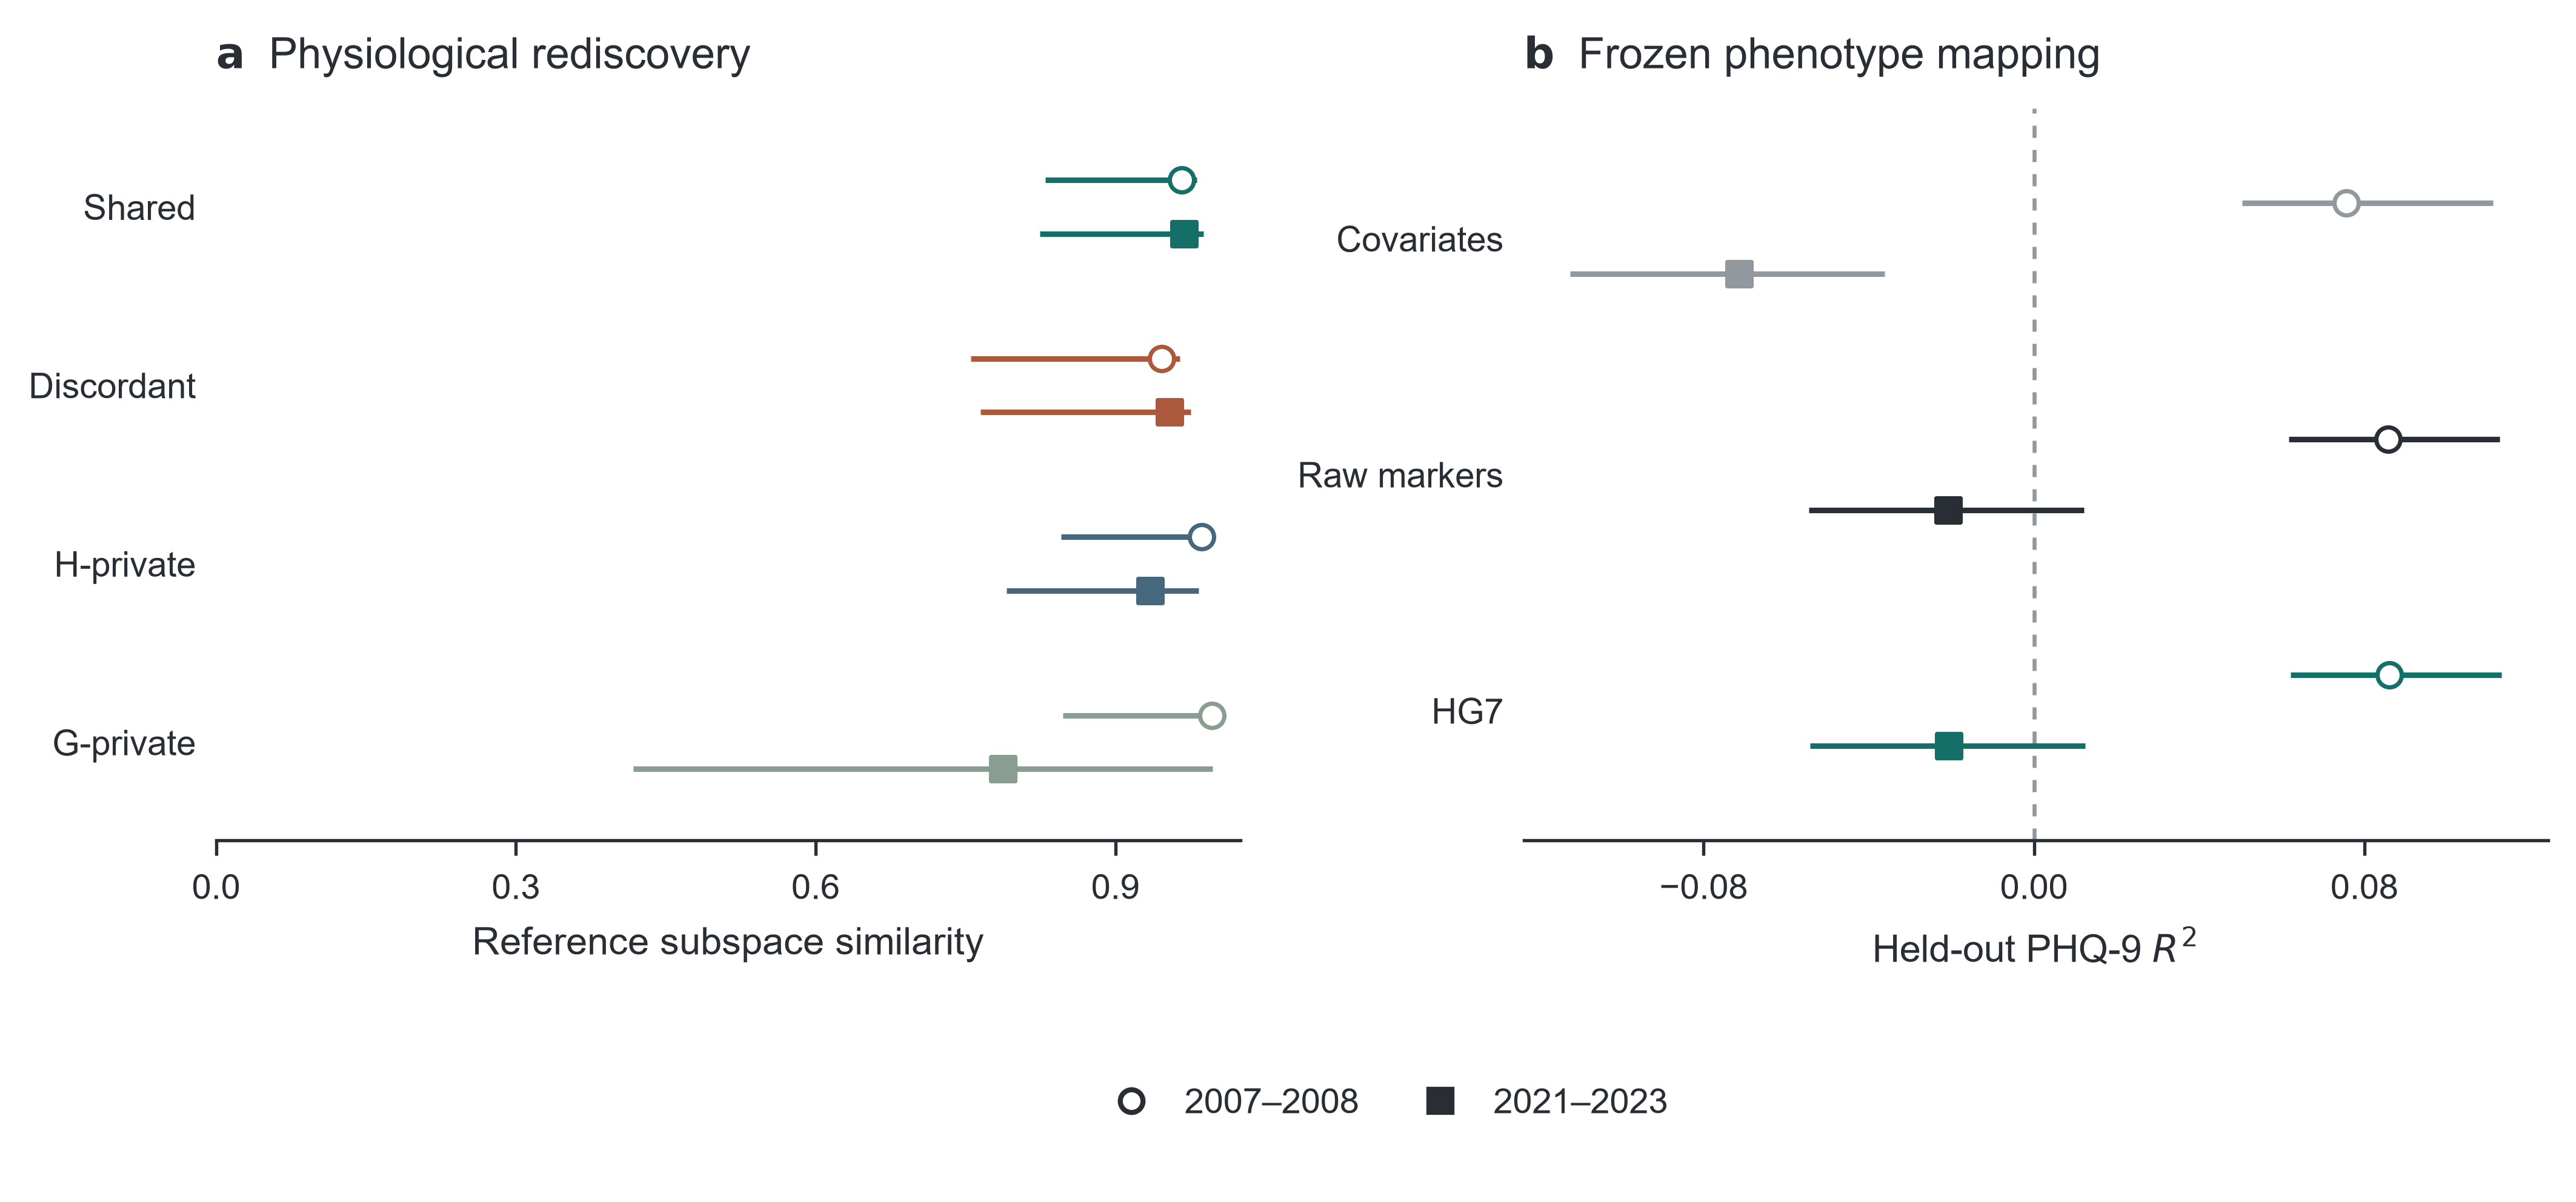 a Physiological rediscovery
Shared
Discordant
H-private
G-private
0.0 0.3 0.6 0.9
Reference subspace similarity
b Frozen phenotype mapping
Covariates
Raw markers
HG7
−0.08 0.00 0.08
Held-out PHQ-9 R²
2007–2008 2021–2023